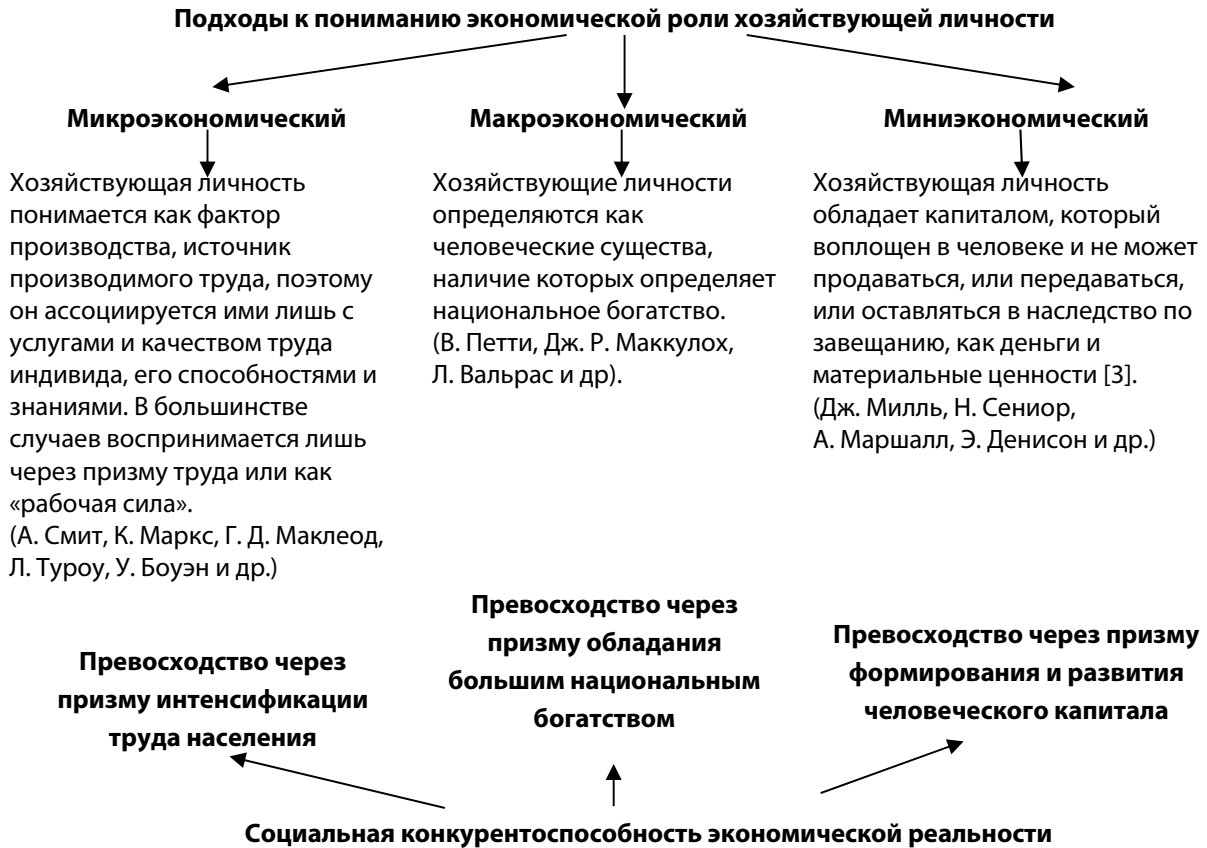 Подходы к пониманию экономической роли хозяйствующей личности
Микроэкономический
Макроэкономический
Миниэкономический
Хозяйствующая личность
понимается как фактор
производства, источник
производимого труда, поэтому
он ассоциируется ими лишь с
услугами и качеством труда
индивида, его способностями и
знаниями. В большинстве
случаев воспринимается лишь
через призму труда или как
«рабочая сила».
(А. Смит, К. Маркс, Г. Д. Маклеод,
Л. Туроу, У. Боуэн и др.)
Хозяйствующие личности
определяются как
человеческие существа,
наличие которых определяет
национальное богатство.
(В. Петти, Дж. Р. Маккулох,
Л. Вальрас и др).
Хозяйствующая личность
обладает капиталом, который
воплощен в человеке и не может
продаваться, или передаваться,
или оставляться в наследство по
завещанию, как деньги и
материальные ценности [3].
(Дж. Милль, Н. Сениор,
А. Маршалл, Э. Денисон и др.)
Превосходство через
призму интенсификации
труда населения
Превосходство через
призму обладания
большим национальным
богатством
Превосходство через призму
формирования и развития
человеческого капитала
Социальная конкурентоспособность экономической реальности